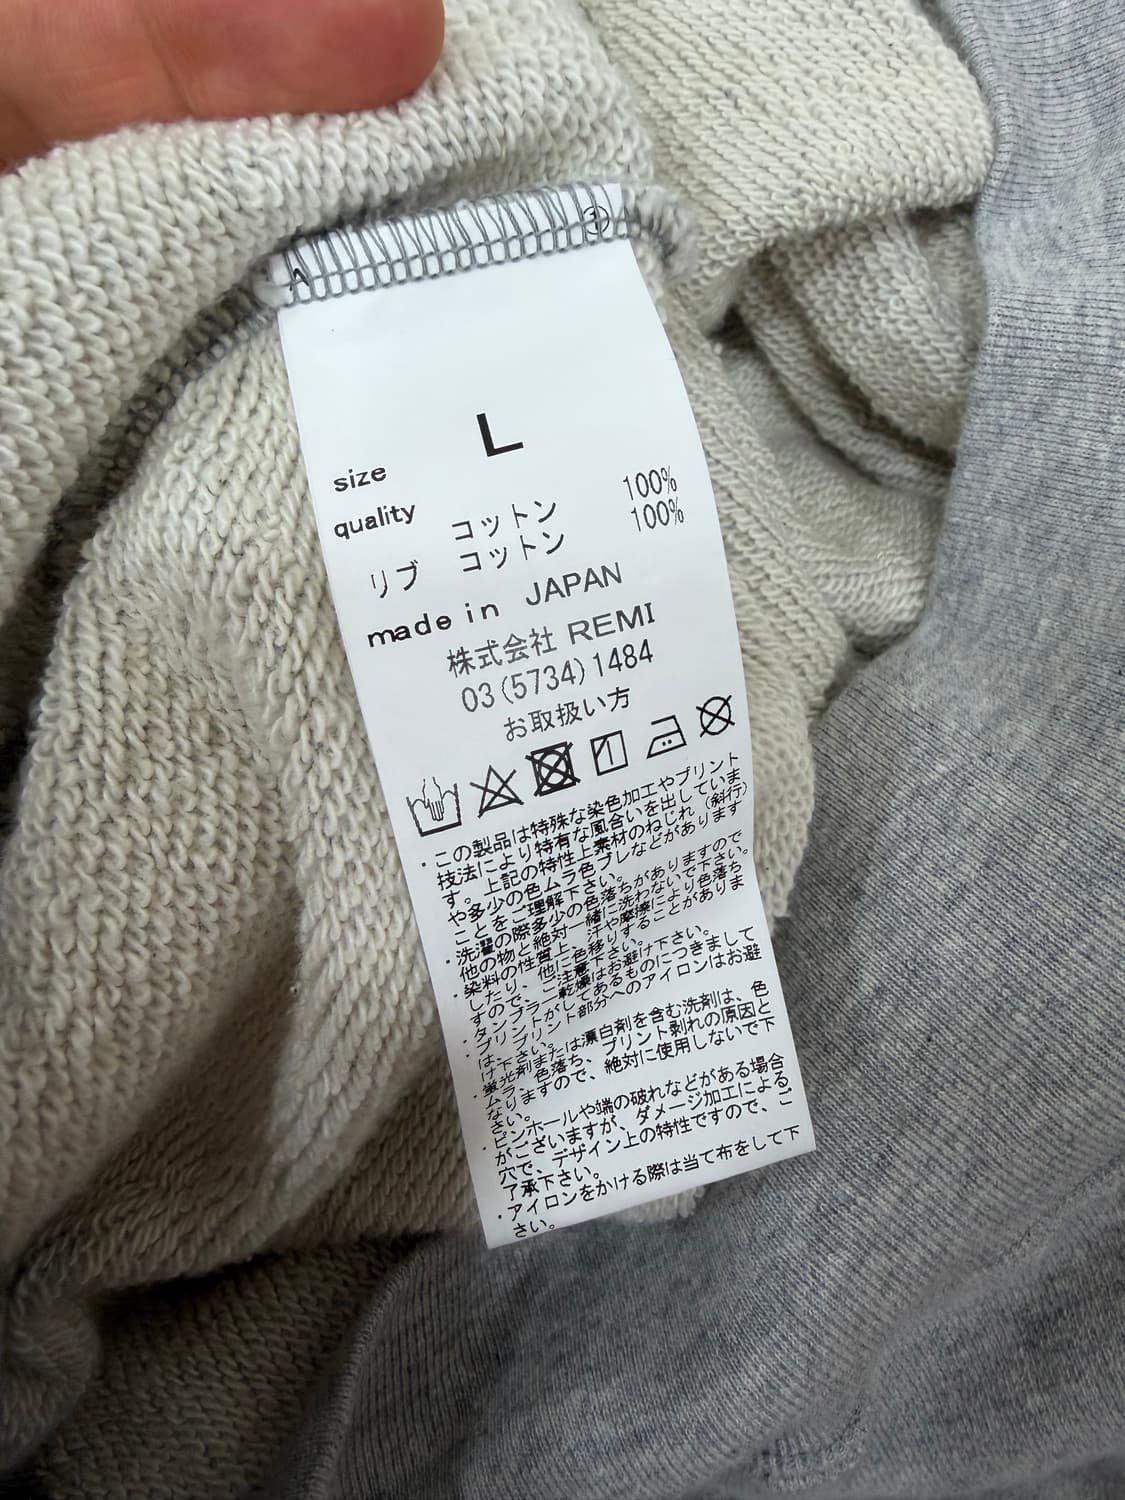 A ①
L
size
quality コットン 100%
リブ コットン 100%
made in JAPAN
株式会社 REMI
03(5734)1484
お取扱い方
・この製品は特殊な染色加工やプリント
技法により特有な風合いを出していま
す。上記の特性上素材のねじれ(斜行)
や多少の色ムラ色ブレなどがあります
ことをご理解下さい。
・洗濯の際多少の色落ちがありますので
他の物と絶対一緒に洗わないで下さい。
・染料の性質上、汗や摩擦により色落ち
したり、他に色移りすることがありま
すので、ご注意下さい。
・タンブラー乾燥はお避け下さい。
・プリントがしてあるものにつきまして
は、プリント部分へのアイロンはお避
け下さい。
・蛍光剤または漂白剤を含む洗剤は、色
ムラ、色落ち、プリント剥れの原因と
なりますので、絶対に使用しないで下
さい。
・ピンホールや端の破れなどがある場合
がございますが、ダメージ加工による
穴で、デザイン上の特性ですので、ご
了承下さい。
・アイロンをかける際は当て布をして下
さい。